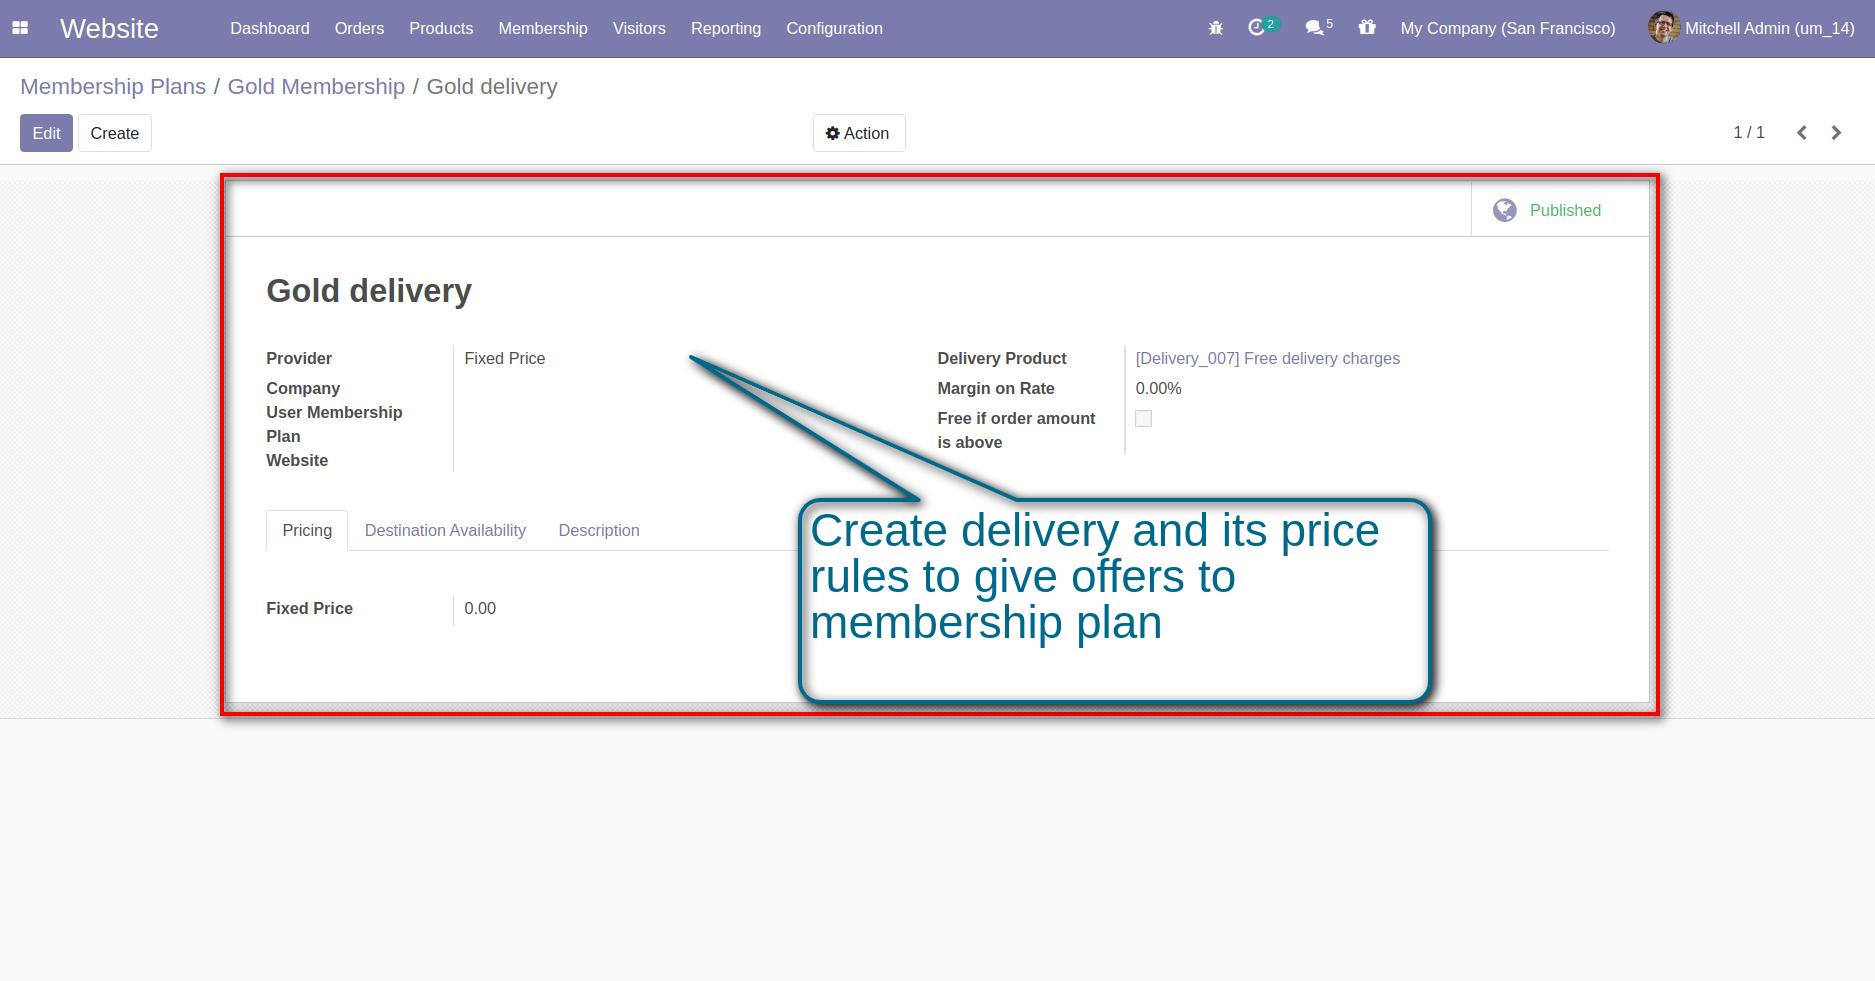 Website Dashboard Orders Products Membership Visitors Reporting Configuration 2 5 My Company (San Francisco) Mitchell Admin (um_14)
Membership Plans / Gold Membership / Gold delivery
Edit Create Action 1 / 1
Published
Gold delivery
Provider Fixed Price Delivery Product [Delivery_007] Free delivery charges
Company Margin on Rate 0.00%
User Membership Free if order amount
Plan is above
Website
Pricing Destination Availability Description
Fixed Price 0.00
Create delivery and its price
rules to give offers to
membership plan